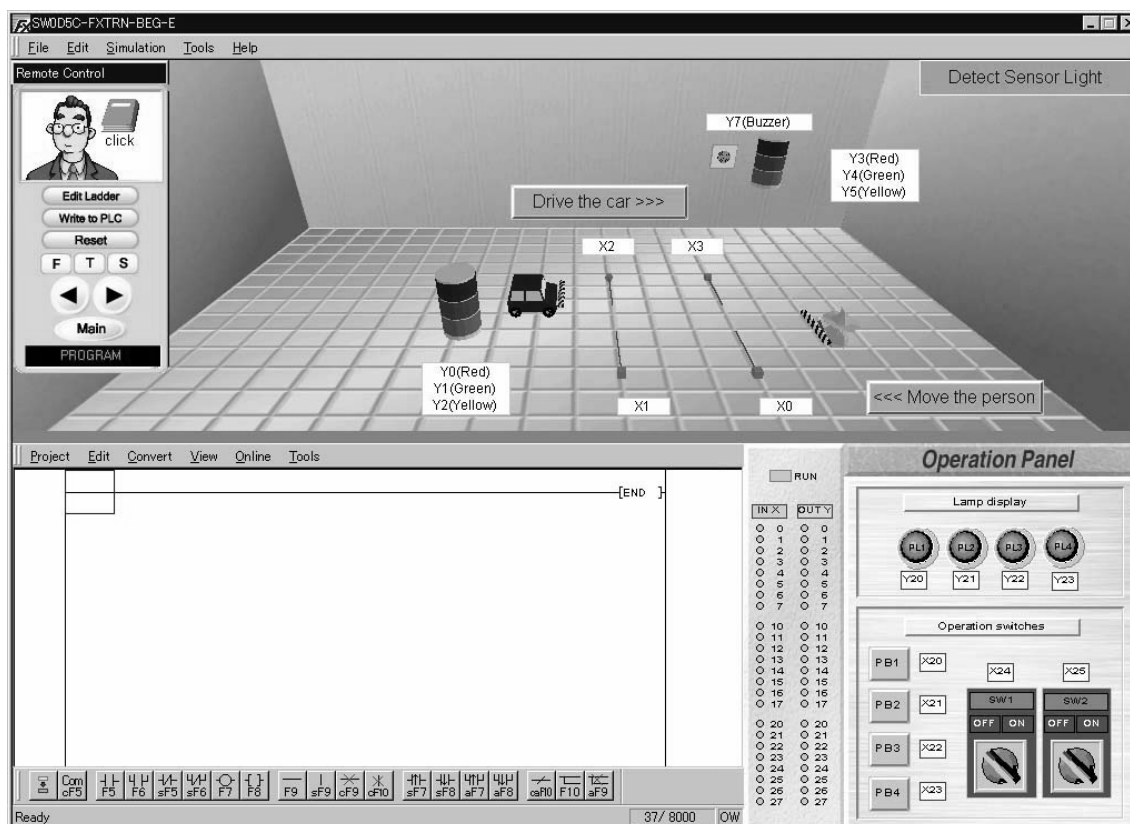 SW0D5C-FXTRN-BEG-E
File Edit Simulation Tools Help
Remote Control
click
Edit Ladder
Write to PLC
Reset
F T S
Main
PROGRAM
Detect Sensor Light
Y7(Buzzer)
Y3(Red)
Y4(Green)
Y5(Yellow)
Drive the car >>>
X2 X3
Y0(Red)
Y1(Green)
Y2(Yellow)
<<< Move the person
X1 X0
Project Edit Convert View Online Tools
[END ]
RUN
IN X OUT Y
0 0
1 1
2 2
3 3
4 4
5 5
6 6
7 7
10 10
11 11
12 12
13 13
14 14
15 15
16 16
17 17
20 20
21 21
22 22
23 23
24 24
25 25
26 26
27 27
Operation Panel
Lamp display
PL1 PL2 PL3 PL4
Y20 Y21 Y22 Y23
Operation switches
PB1 X20
PB2 X21
PB3 X22
PB4 X23
X24 X25
SW1 SW2
OFF ON OFF ON
Com
cF5 F5 F6 sF5 sF6 F7 F8 F9 sF9 cF9 cF10 sF7 sF8 aF7 aF8 caF10 F10 aF9
Ready 37/ 8000 OW